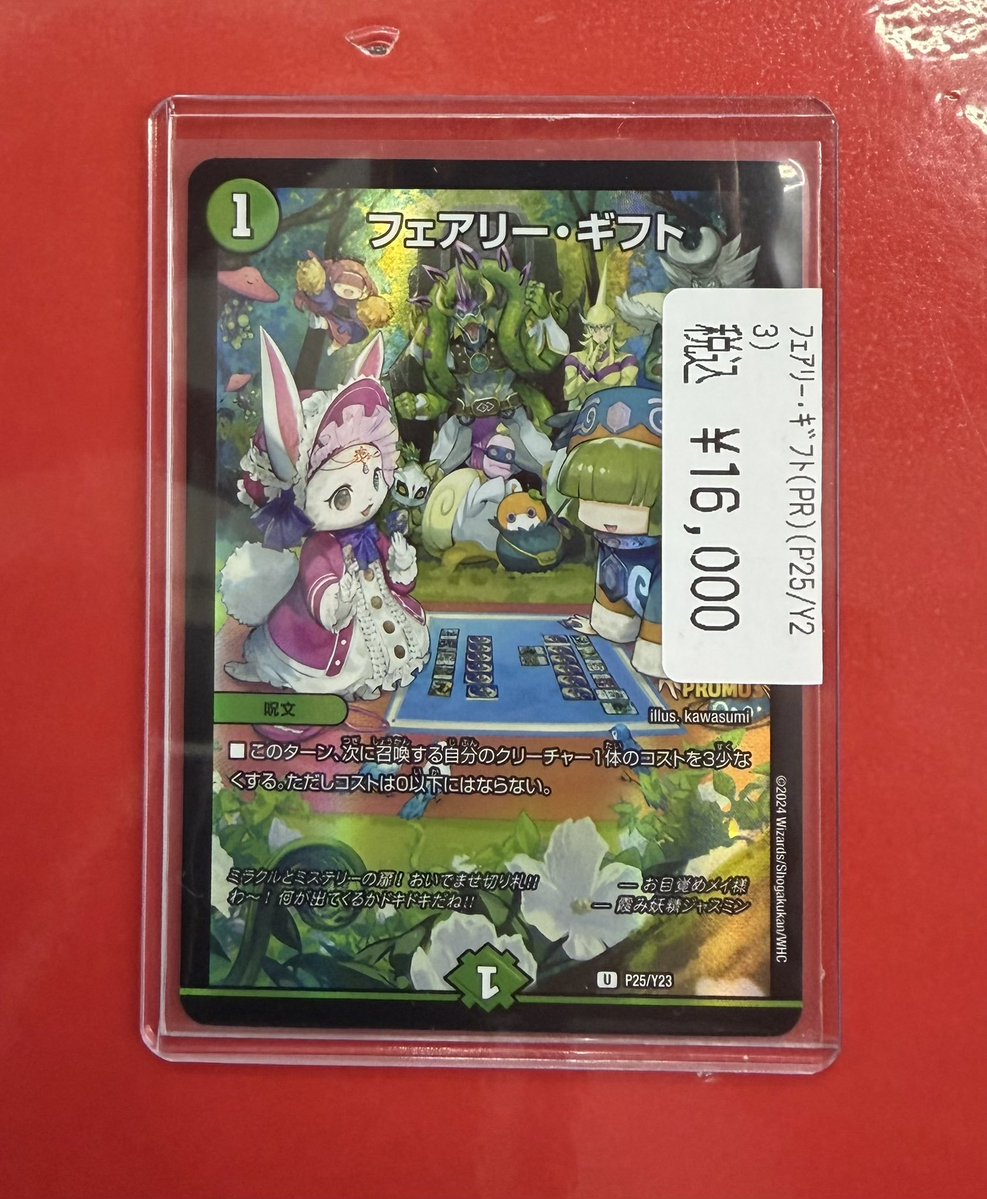 1
フェアリー・ギフト
フェアリー・ギフト(PR)(P25/Y2
3)
税込 ¥16,000
呪文
PROMO
illus. kawasumi
■このターン、次に召喚する自分のクリーチャー1体のコストを3少な
くする。ただしコストは0以下にはならない。
ミラクルとミステリーの扉！おいでませ切り札!! ― お目覚めメイ様
わ〜！何が出てくるかドキドキだね!! ― 霞み妖精ジャスミン
1
U P25/Y23
©2024 Wizards/Shogakukan/WHC